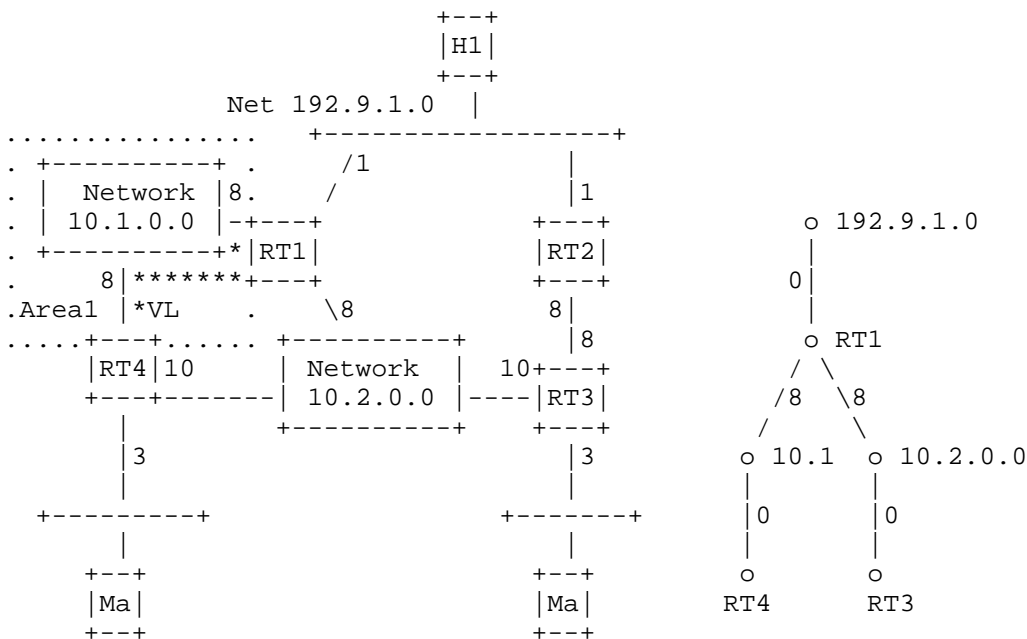 +--+
                           |H1|
                           +--+
              Net 192.9.1.0  |
................   +------------------+
. +----------+ .     /1            |
. |  Network |8.    /              |1
. | 10.1.0.0 |-+---+             +---+            o 192.9.1.0
. +----------+*|RT1|             |RT2|            |
.     8|*******+---+             +---+           0|
.Area1 |*VL    .    \8            8|              |
.....+---+...... +----------+      |8             o RT1
     |RT4|10     | Network  |  10+---+           / \
     +---+-------| 10.2.0.0 |----|RT3|          /8  \8
       |         +----------+    +---+         /     \
       |3                          |3         o 10.1  o 10.2.0.0
       |                           |          |       |
  +---------+                  +-------+      |0      |0
       |                           |          |       |
     +--+                        +--+         o       o
     |Ma|                        |Ma|        RT4     RT3
     +--+                        +--+